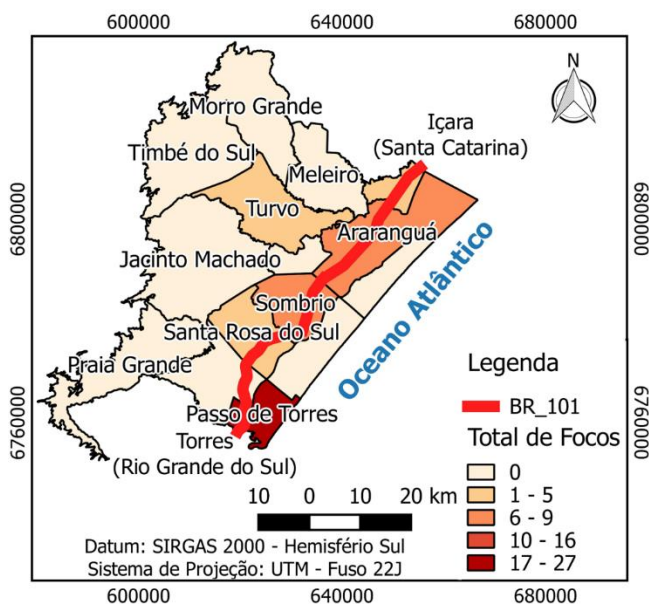 600000 640000 680000
N
Morro Grande
Içara
(Santa Catarina)
Timbé do Sul
Meleiro
6800000 6800000
Turvo
Araranguá
Jacinto Machado
Oceano Atlântico
Sombrio
Santa Rosa do Sul
Praia Grande
Legenda
BR_101
Passo de Torres
6760000 6760000
Torres
(Rio Grande do Sul)
Total de Focos
0
1 - 5
6 - 9
10 - 16
17 - 27
10 0 10 20 km
Datum: SIRGAS 2000 - Hemisfério Sul
Sistema de Projeção: UTM - Fuso 22J
600000 640000 680000